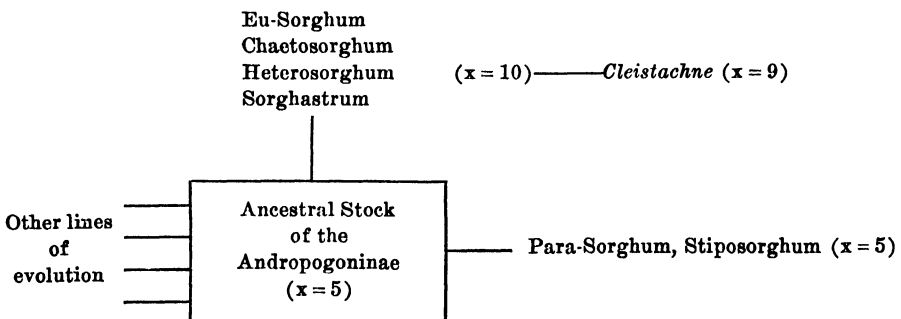 Eu-Sorghum
Chaetosorghum
Heterosorghum (x = 10) Cleistachne (x = 9)
Sorghastrum
Other lines
of
evolution
Ancestral Stock
of the
Andropogoninae
(x = 5)
Para-Sorghum, Stiposorghum (x = 5)